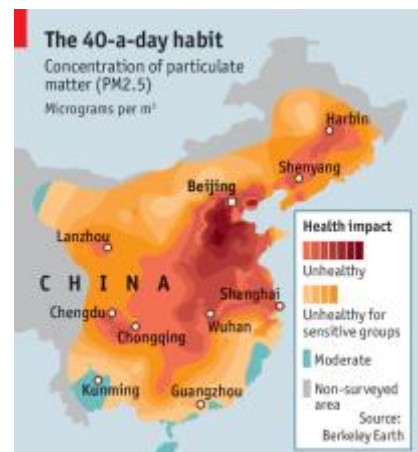 The 40-a-day habit
Concentration of particulate
matter (PM2.5)
Micrograms per m³
Harbin
Shenyang
Beijing
Lanzhou
CHINA
Chengdu
Chongqing
Wuhan
Shanghai
Kunming
Guangzhou
Health impact
Unhealthy
Unhealthy for
sensitive groups
Moderate
Non-surveyed
area
Source:
Berkeley Earth